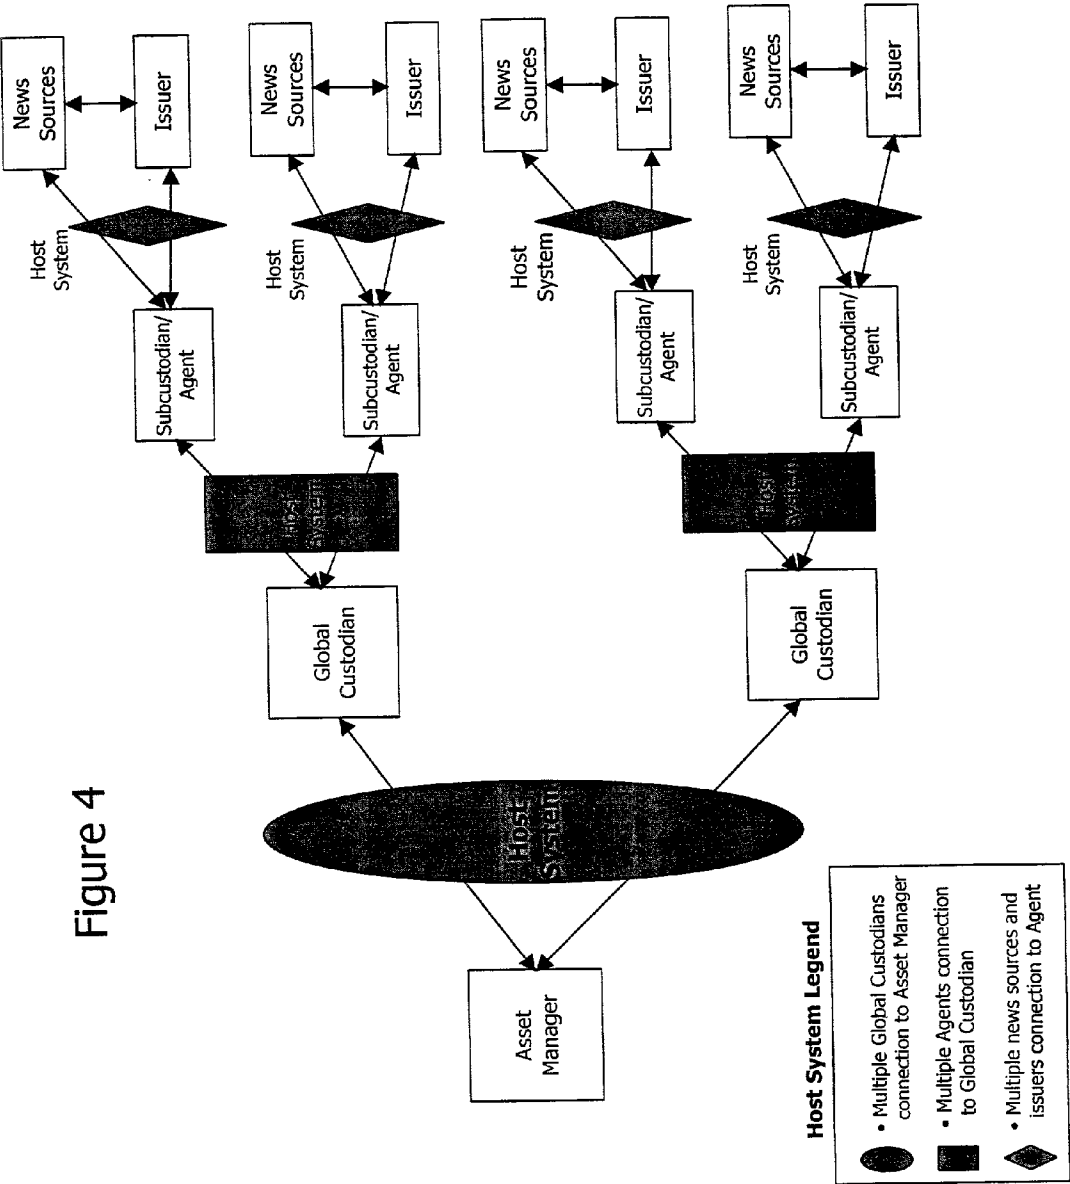 Figure 4
News
Sources
Issuer
News
Sources
Issuer
News
Sources
Issuer
News
Sources
Issuer
Host
System
Host
System
Host
System
Host
System
Subcustodian/
Agent
Subcustodian/
Agent
Subcustodian/
Agent
Subcustodian/
Agent
Host
System
Host
System
Global
Custodian
Global
Custodian
Host
System
Asset
Manager
Host System Legend
• Multiple Global Custodians
connection to Asset Manager
• Multiple Agents connection
to Global Custodian
• Multiple news sources and
issuers connection to Agent